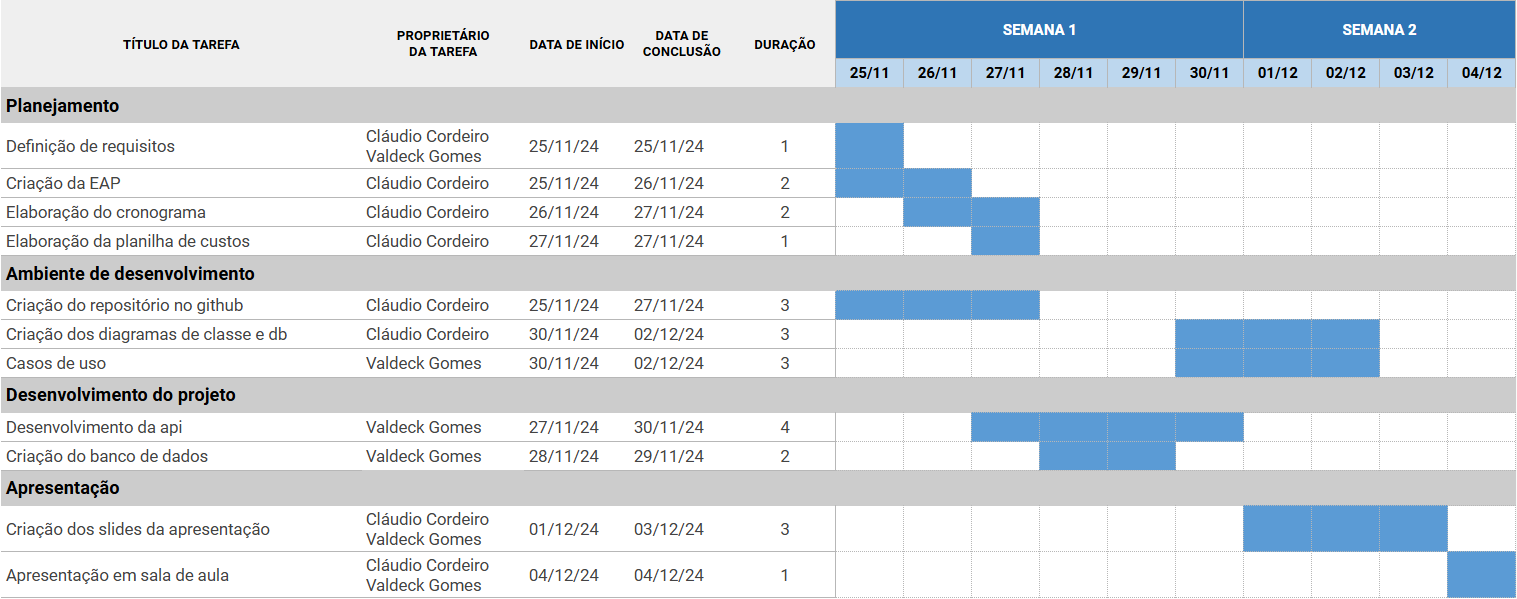 TÍTULO DA TAREFA PROPRIETÁRIO DA TAREFA DATA DE INÍCIO DATA DE CONCLUSÃO DURAÇÃO SEMANA 1 SEMANA 2
25/11 26/11 27/11 28/11 29/11 30/11 01/12 02/12 03/12 04/12
Planejamento
Definição de requisitos Cláudio Cordeiro Valdeck Gomes 25/11/24 25/11/24 1
Criação da EAP Cláudio Cordeiro 25/11/24 26/11/24 2
Elaboração do cronograma Cláudio Cordeiro 26/11/24 27/11/24 2
Elaboração da planilha de custos Cláudio Cordeiro 27/11/24 27/11/24 1
Ambiente de desenvolvimento
Criação do repositório no github Cláudio Cordeiro 25/11/24 27/11/24 3
Criação dos diagramas de classe e db Cláudio Cordeiro 30/11/24 02/12/24 3
Casos de uso Valdeck Gomes 30/11/24 02/12/24 3
Desenvolvimento do projeto
Desenvolvimento da api Valdeck Gomes 27/11/24 30/11/24 4
Criação do banco de dados Valdeck Gomes 28/11/24 29/11/24 2
Apresentação
Criação dos slides da apresentação Cláudio Cordeiro Valdeck Gomes 01/12/24 03/12/24 3
Apresentação em sala de aula Cláudio Cordeiro Valdeck Gomes 04/12/24 04/12/24 1